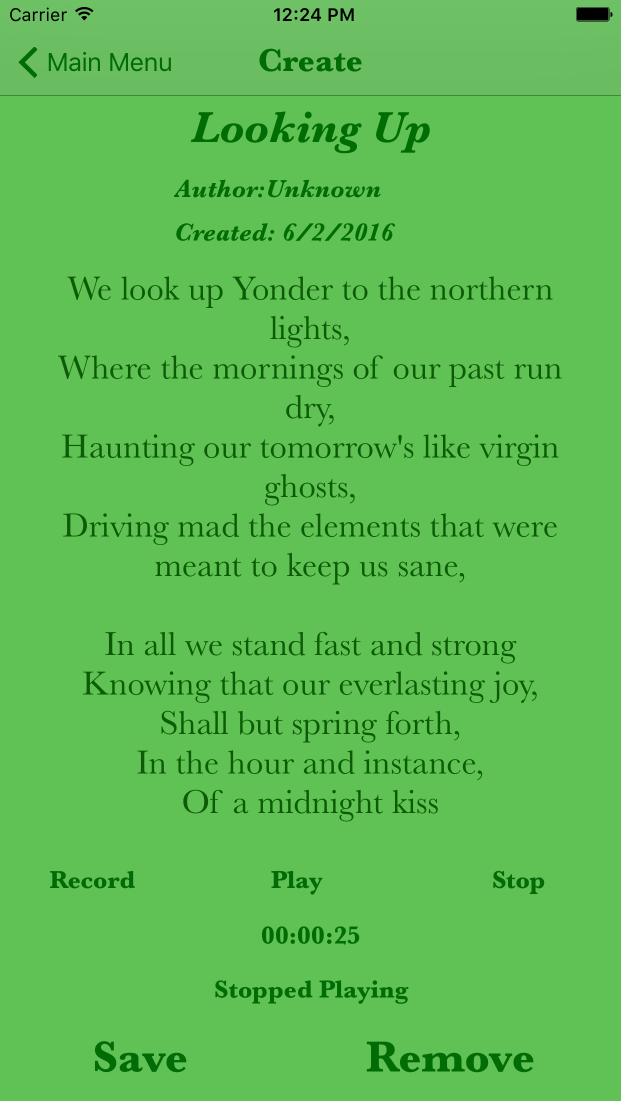 Carrier 12:24 PM
Main Menu Create
Looking Up
Author:Unknown
Created: 6/2/2016
We look up Yonder to the northern
lights,
Where the mornings of our past run
dry,
Haunting our tomorrow's like virgin
ghosts,
Driving mad the elements that were
meant to keep us sane,
In all we stand fast and strong
Knowing that our everlasting joy,
Shall but spring forth,
In the hour and instance,
Of a midnight kiss
Record Play Stop
00:00:25
Stopped Playing
Save Remove